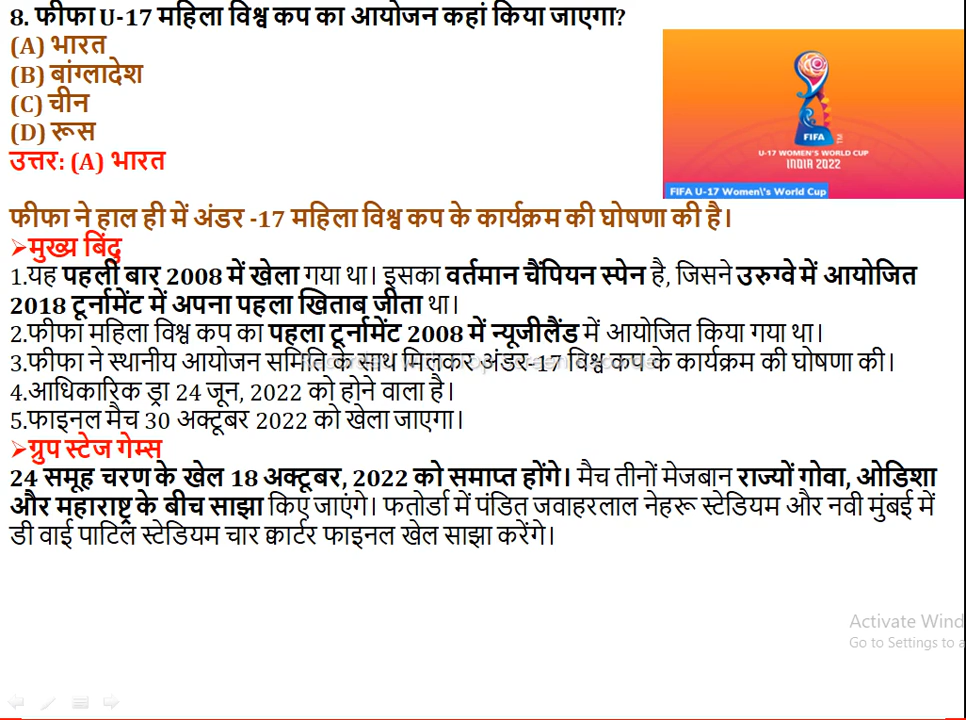 8. फीफा U-17 महिला विश्व कप का आयोजन कहां किया जाएगा?
(A) भारत
(B) बांग्लादेश
(C) चीन
(D) रूस
उत्तर: (A) भारत
FIFA
TM
U-17 WOMEN'S WORLD CUP
INDIA 2022
FIFA U-17 Women\'s World Cup
फीफा ने हाल ही में अंडर -17 महिला विश्व कप के कार्यक्रम की घोषणा की है।
➢मुख्य बिंदु
1.यह पहली बार 2008 में खेला गया था। इसका वर्तमान चैंपियन स्पेन है, जिसने उरुग्वे में आयोजित
2018 टूर्नामेंट में अपना पहला खिताब जीता था।
2.फीफा महिला विश्व कप का पहला टूर्नामेंट 2008 में न्यूजीलैंड में आयोजित किया गया था।
3.फीफा ने स्थानीय आयोजन समिति के साथ मिलकर अंडर-17 विश्व कप के कार्यक्रम की घोषणा की।
4.आधिकारिक ड्रा 24 जून, 2022 को होने वाला है।
5.फाइनल मैच 30 अक्टूबर 2022 को खेला जाएगा।
➢ग्रुप स्टेज गेम्स
24 समूह चरण के खेल 18 अक्टूबर, 2022 को समाप्त होंगे। मैच तीनों मेजबान राज्यों गोवा, ओडिशा
और महाराष्ट्र के बीच साझा किए जाएंगे। फतोर्डा में पंडित जवाहरलाल नेहरू स्टेडियम और नवी मुंबई में
डी वाई पाटिल स्टेडियम चार क्वार्टर फाइनल खेल साझा करेंगे।
Activate Wind
Go to Settings to a